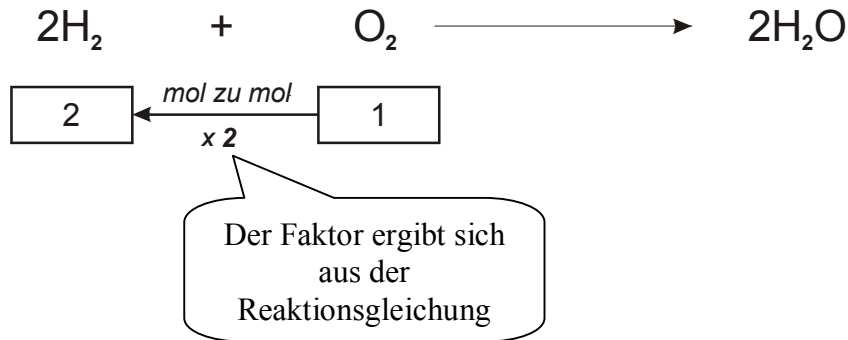 2H₂ + O₂ 2H₂O
mol zu mol
2 1
x 2
Der Faktor ergibt sich
aus der
Reaktionsgleichung